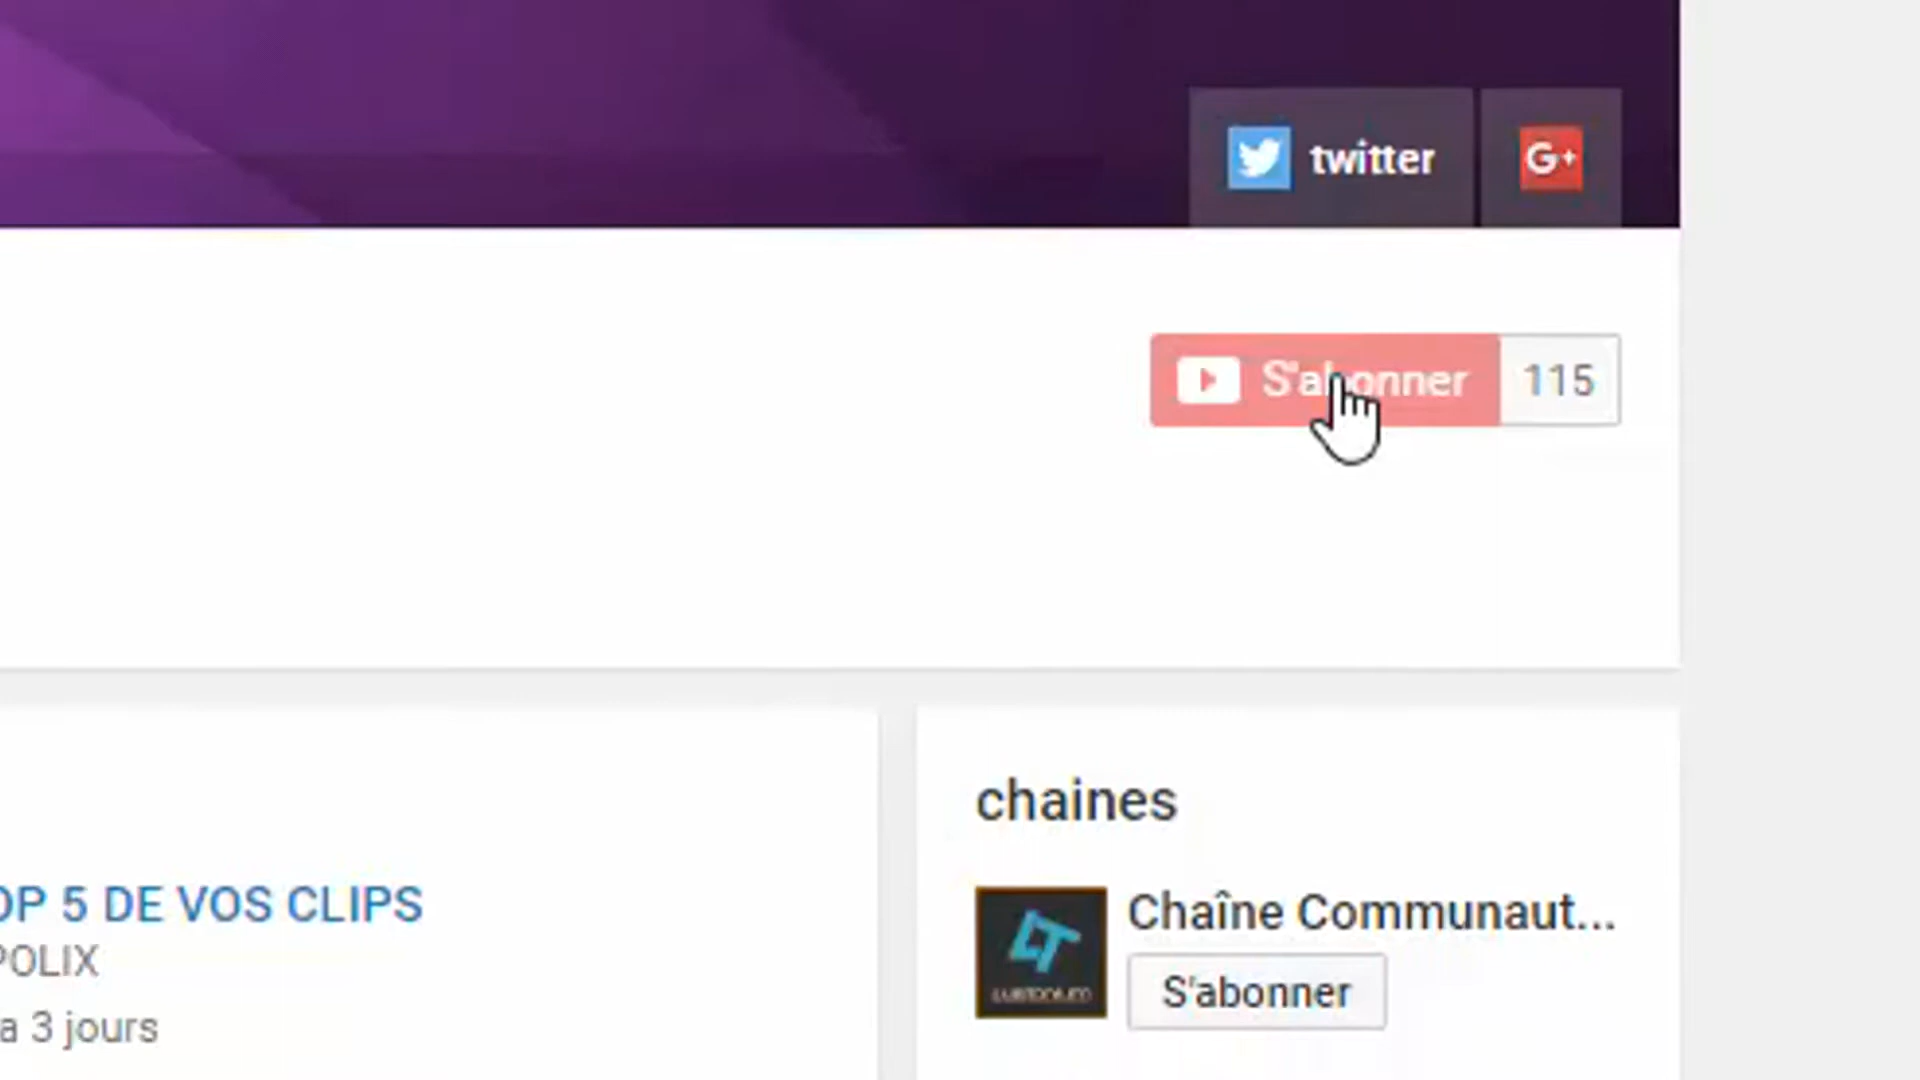 twitter
G+
S'abonner
115
chaines
Chaîne Communaut...
S'abonner
OP 5 DE VOS CLIPS
POLIX
a 3 jours